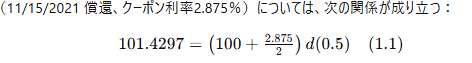 （11/15/2021 償還、クーポン利率2.875％）については、次の関係が成り立つ：
101.4297 = (100 + 2.875/2) d(0.5) (1.1)